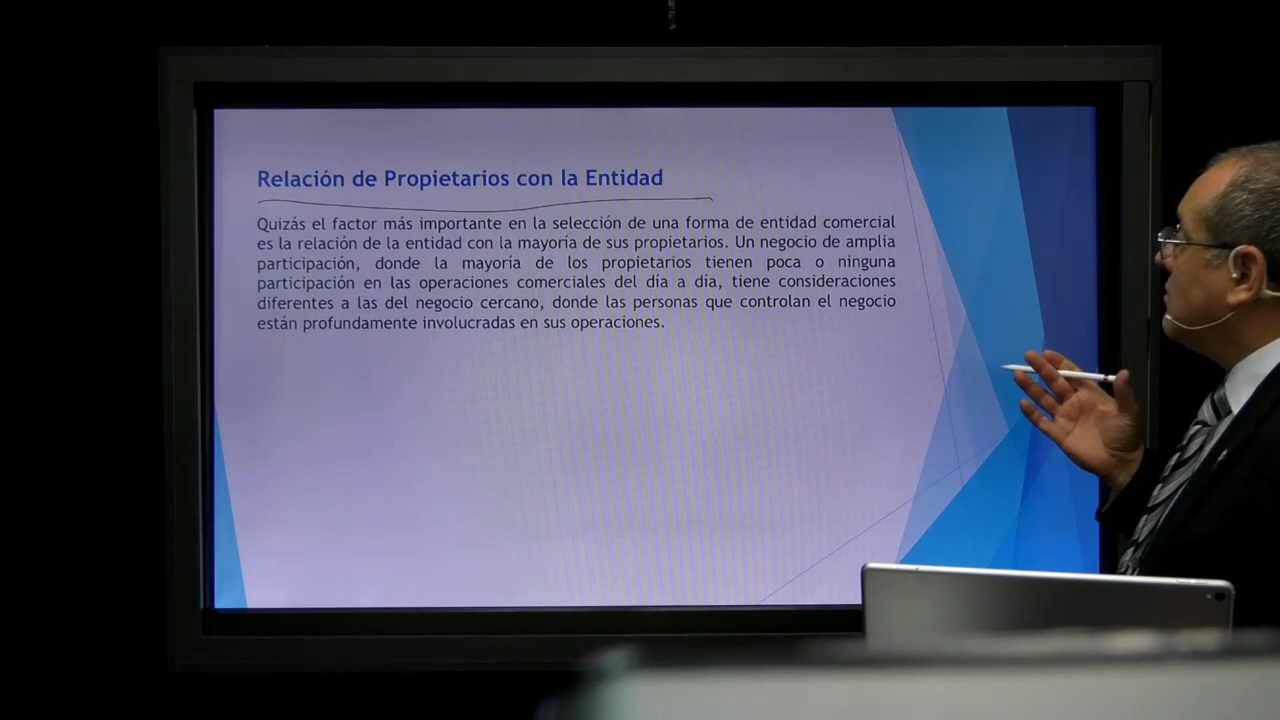 Relación de Propietarios con la Entidad
Quizás el factor más importante en la selección de una forma de entidad comercial
es la relación de la entidad con la mayoría de sus propietarios. Un negocio de amplia
participación, donde la mayoría de los propietarios tienen poca o ninguna
participación en las operaciones comerciales del día a día, tiene consideraciones
diferentes a las del negocio cercano, donde las personas que controlan el negocio
están profundamente involucradas en sus operaciones.